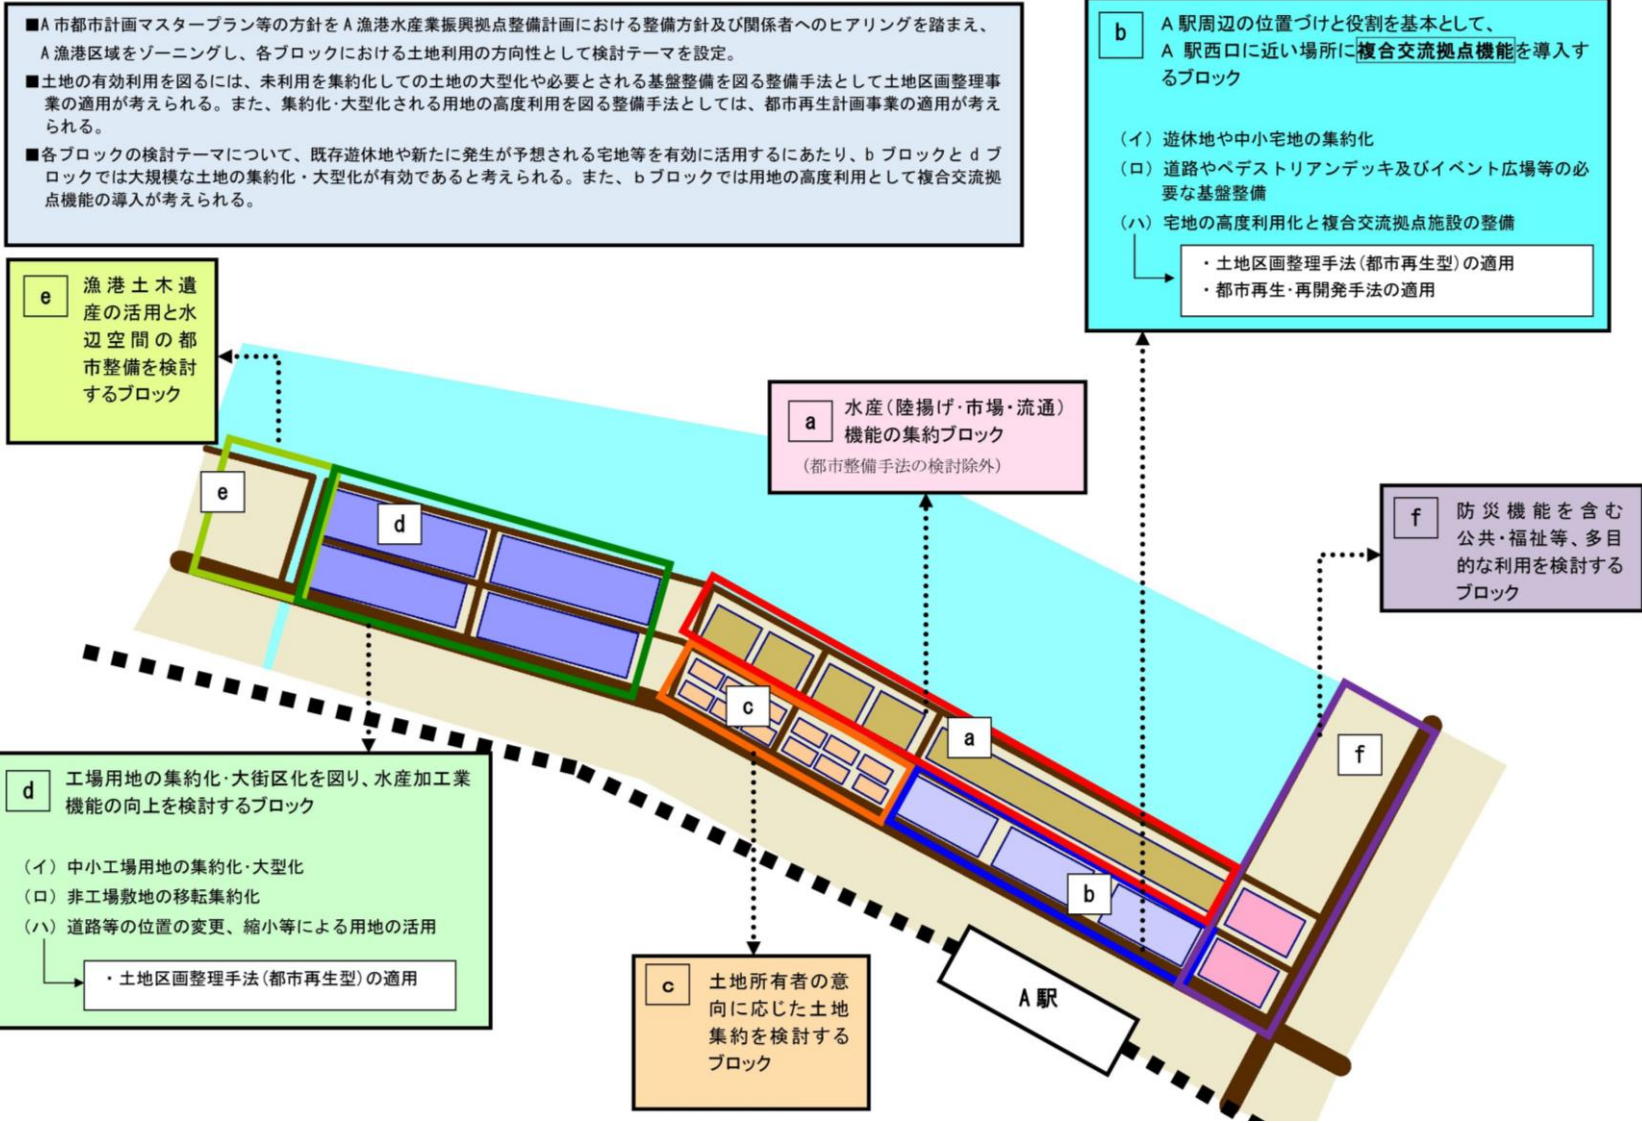 ■A市都市計画マスタープラン等の方針をA漁港水産業振興拠点整備計画における整備方針及び関係者へのヒアリングを踏まえ、
A漁港区域をゾーニングし、各ブロックにおける土地利用の方向性として検討テーマを設定。
■土地の有効利用を図るには、未利用を集約化しての土地の大型化や必要とされる基盤整備を図る整備手法として土地区画整理事
業の適用が考えられる。また、集約化・大型化される用地の高度利用を図る整備手法としては、都市再生計画事業の適用が考え
られる。
■各ブロックの検討テーマについて、既存遊休地や新たに発生が予想される宅地等を有効に活用するにあたり、bブロックとdブ
ロックでは大規模な土地の集約化・大型化が有効であると考えられる。また、bブロックでは用地の高度利用として複合交流拠
点機能の導入が考えられる。
b
A駅周辺の位置づけと役割を基本として、
A 駅西口に近い場所に複合交流拠点機能を導入す
るブロック
（イ）遊休地や中小宅地の集約化
（ロ）道路やペデストリアンデッキ及びイベント広場等の必
要な基盤整備
（ハ）宅地の高度利用化と複合交流拠点施設の整備
・土地区画整理手法（都市再生型）の適用
・都市再生・再開発手法の適用
e
漁港土木遺
産の活用と水
辺空間の都
市整備を検討
するブロック
a
水産（陸揚げ・市場・流通）
機能の集約ブロック
（都市整備手法の検討除外）
f
防災機能を含む
公共・福祉等、多目
的な利用を検討する
ブロック
e
d
c
a
b
f
d
工場用地の集約化・大街区化を図り、水産加工業
機能の向上を検討するブロック
（イ）中小工場用地の集約化・大型化
（ロ）非工場敷地の移転集約化
（ハ）道路等の位置の変更、縮小等による用地の活用
・土地区画整理手法（都市再生型）の適用
c
土地所有者の意
向に応じた土地
集約を検討する
ブロック
A駅